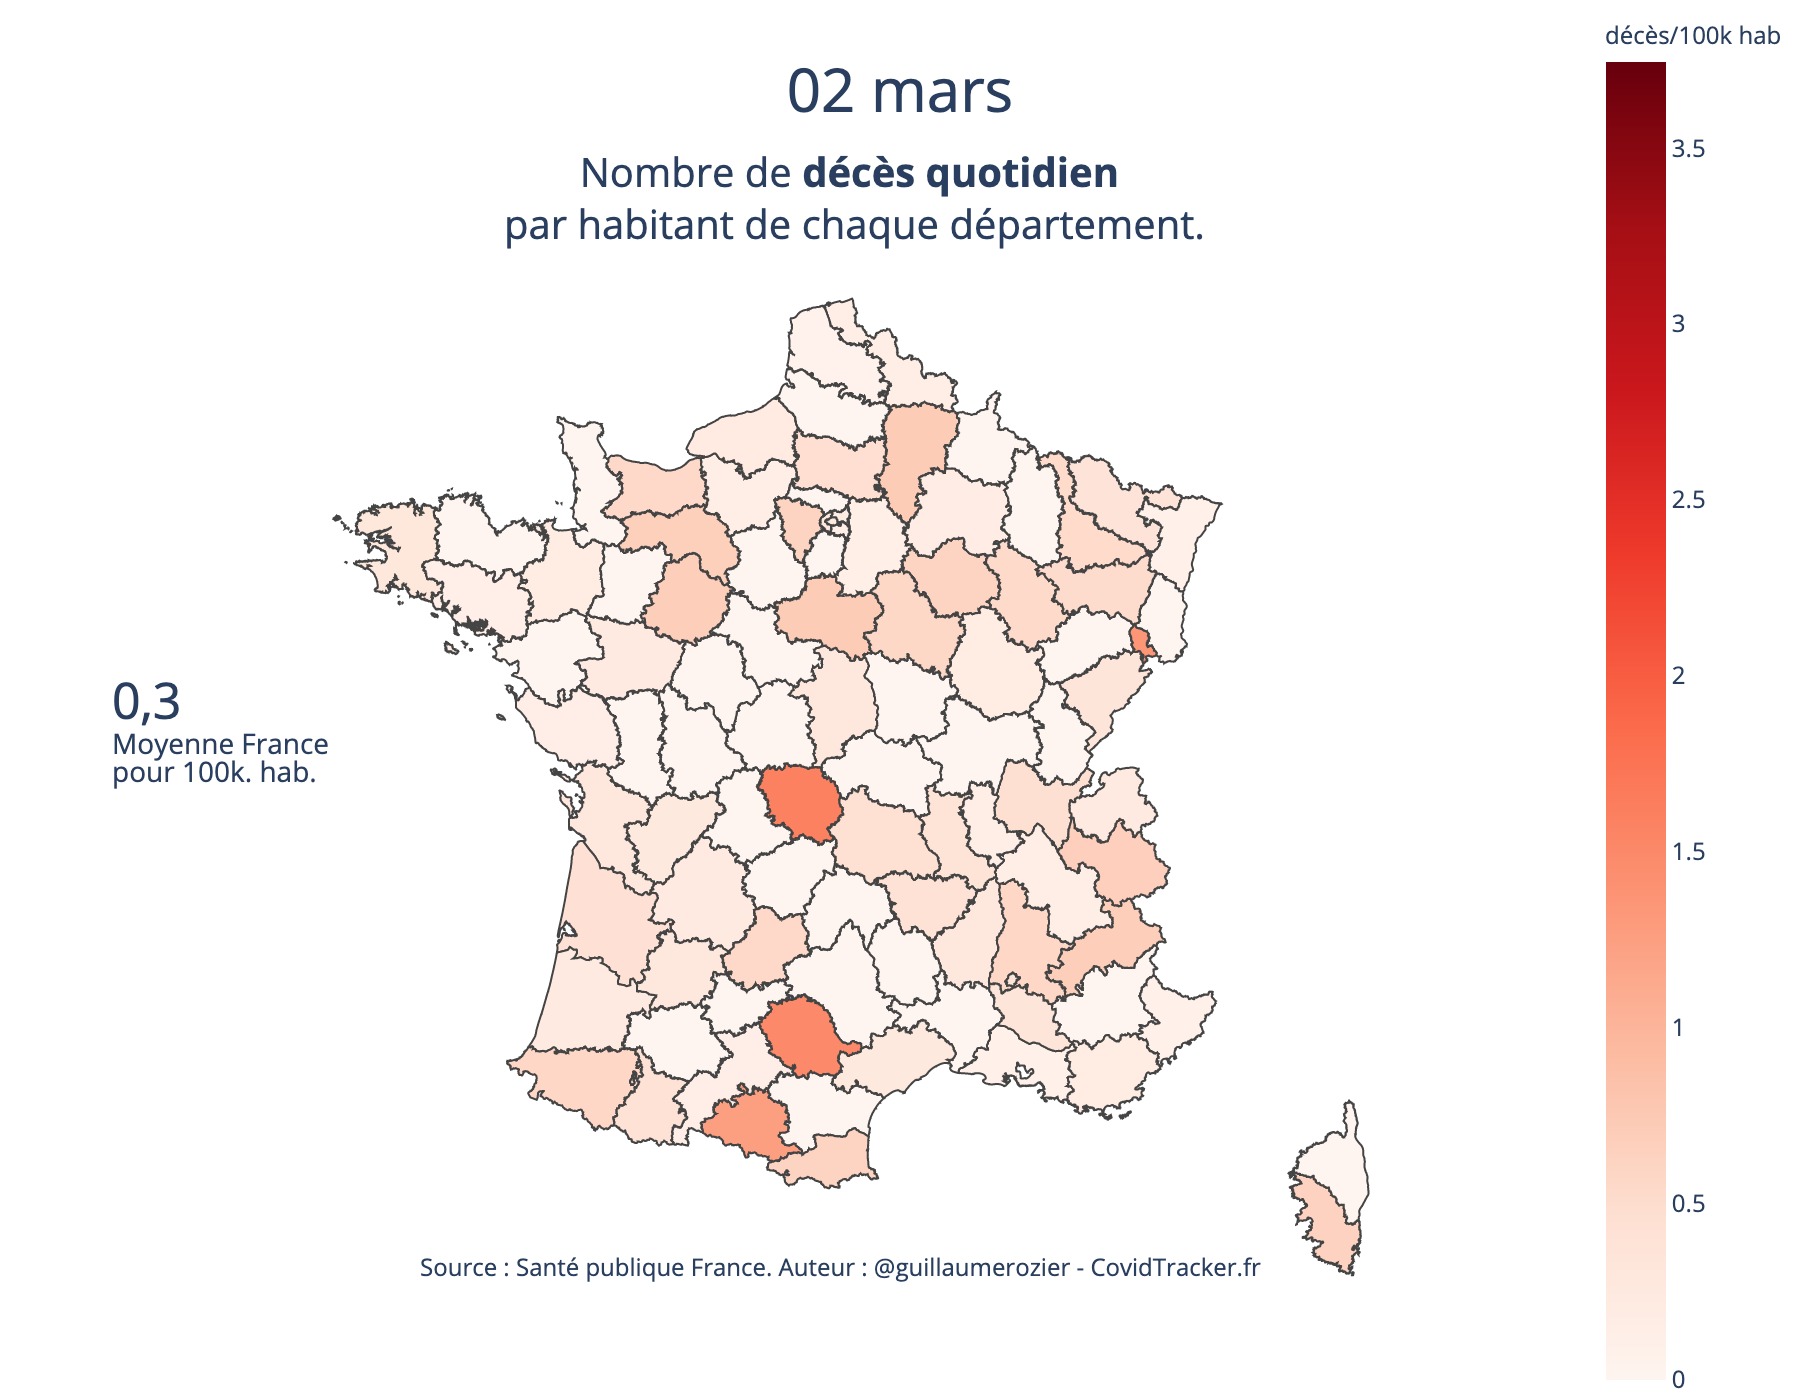 décès/100k hab
02 mars
Nombre de décès quotidien
par habitant de chaque département.
3.5
3
2.5
2
1.5
1
0.5
0
0,3
Moyenne France
pour 100k. hab.
Source : Santé publique France. Auteur : @guillaumerozier - CovidTracker.fr